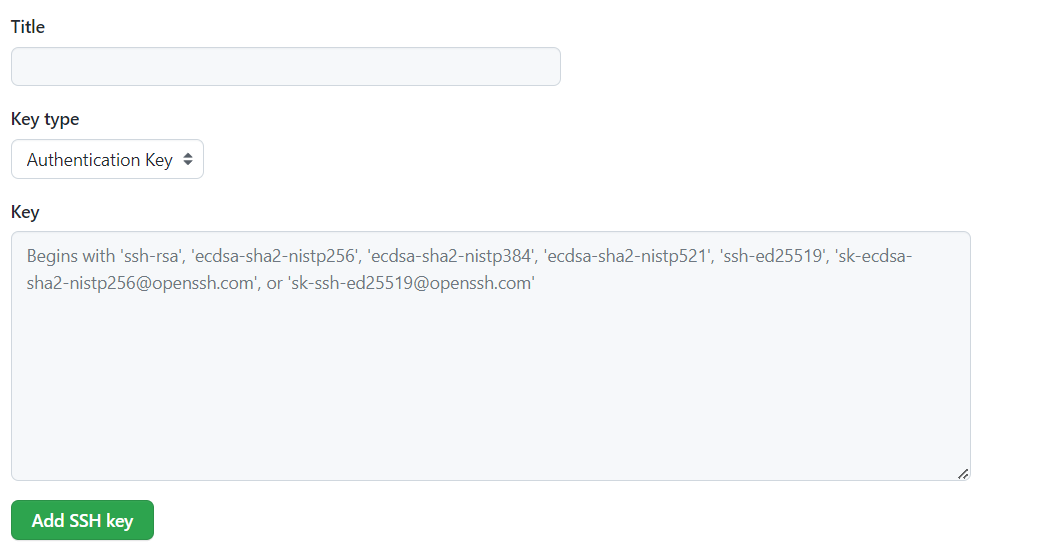 Title
Key type
Authentication Key
Key
Begins with 'ssh-rsa', 'ecdsa-sha2-nistp256', 'ecdsa-sha2-nistp384', 'ecdsa-sha2-nistp521', 'ssh-ed25519', 'sk-ecdsa-
sha2-nistp256@openssh.com', or 'sk-ssh-ed25519@openssh.com'
Add SSH key